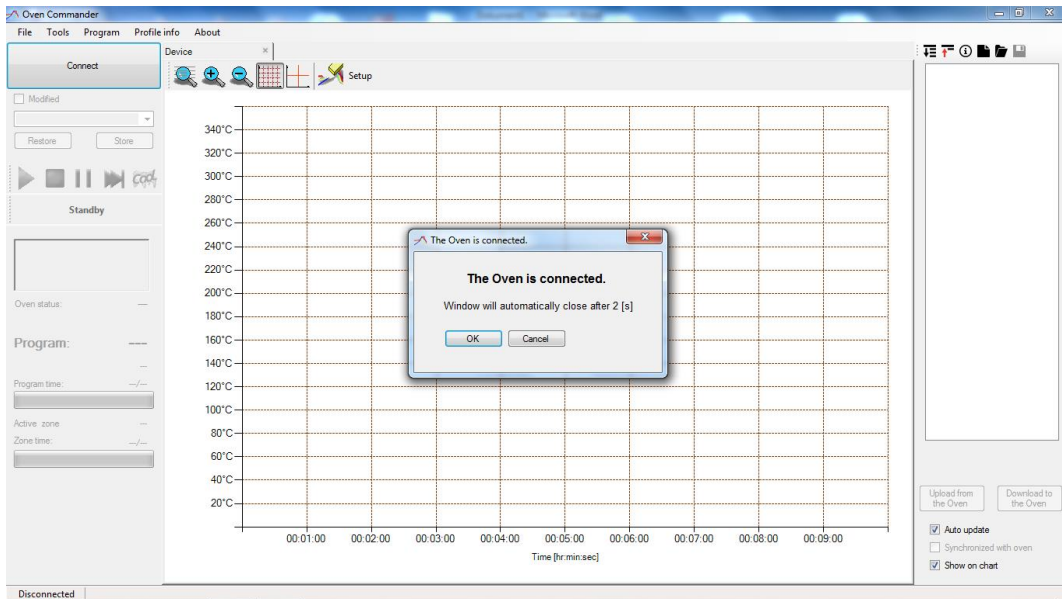 Oven Commander
File Tools Program Profile info About
Connect
Modified
Restore Store
cool
Standby
Oven status: ---
Program: ---
---
Program time: ---/---
Active zone ---
Zone time: ---/---
Device ×
Setup
340°C
320°C
300°C
280°C
260°C
240°C
220°C
200°C
180°C
160°C
140°C
120°C
100°C
80°C
60°C
40°C
20°C
00:01:00 00:02:00 00:03:00 00:04:00 00:05:00 00:06:00 00:07:00 00:08:00 00:09:00
Time [hr:min:sec]
The Oven is connected.
The Oven is connected.
Window will automatically close after 2 [s]
OK Cancel
Upload from
the Oven
Download to
the Oven
Auto update
Synchronized with oven
Show on chart
Disconnected